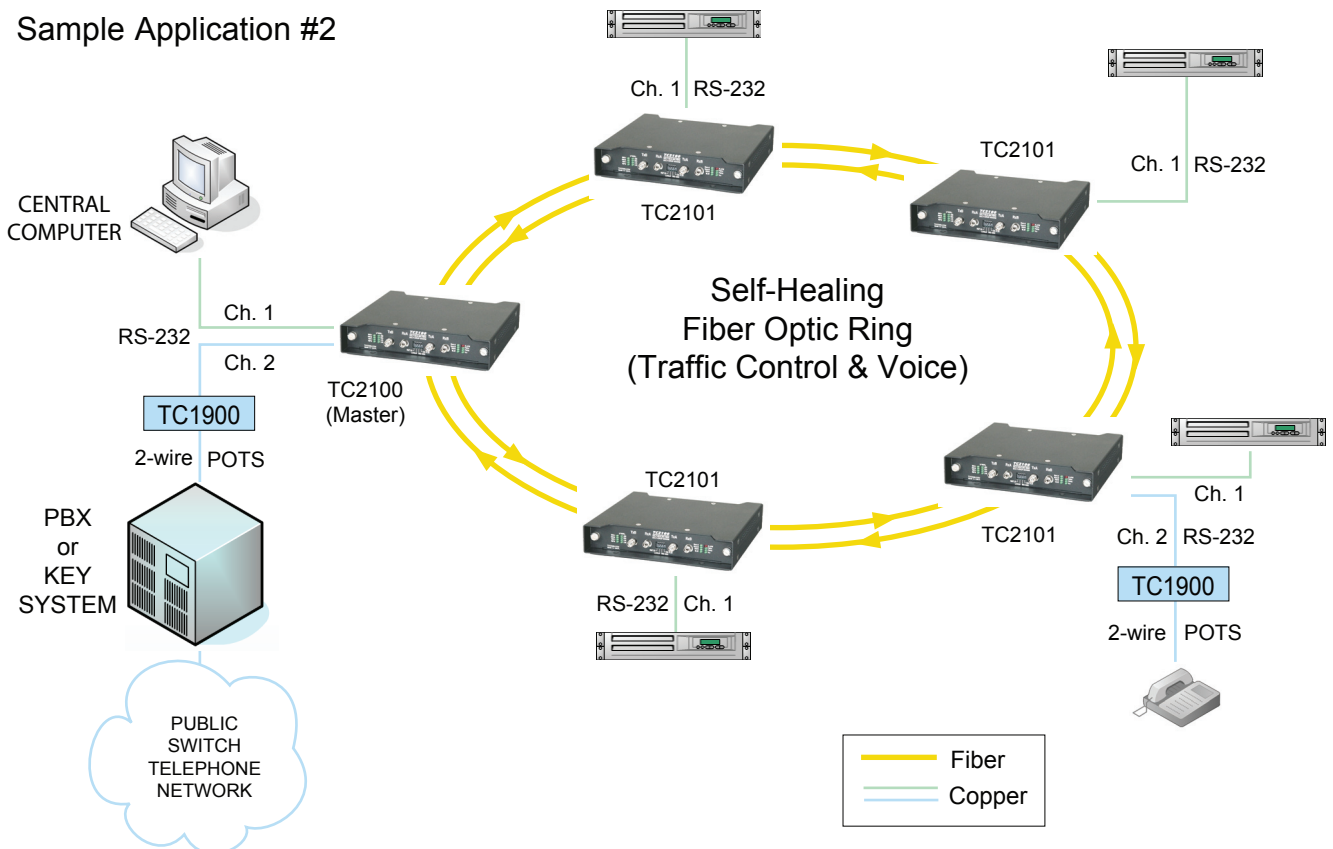 Sample Application #2
Ch. 1 RS-232
TC2101
TC2101
Ch. 1 RS-232
CENTRAL
COMPUTER
Ch. 1
RS-232
Ch. 2
TC2100
(Master)
TC1900
2-wire POTS
PBX
or
KEY
SYSTEM
PUBLIC
SWITCH
TELEPHONE
NETWORK
Self-Healing
Fiber Optic Ring
(Traffic Control & Voice)
TC2101
RS-232 Ch. 1
TC2101
Ch. 1
Ch. 2 RS-232
TC1900
2-wire POTS
Fiber
Copper